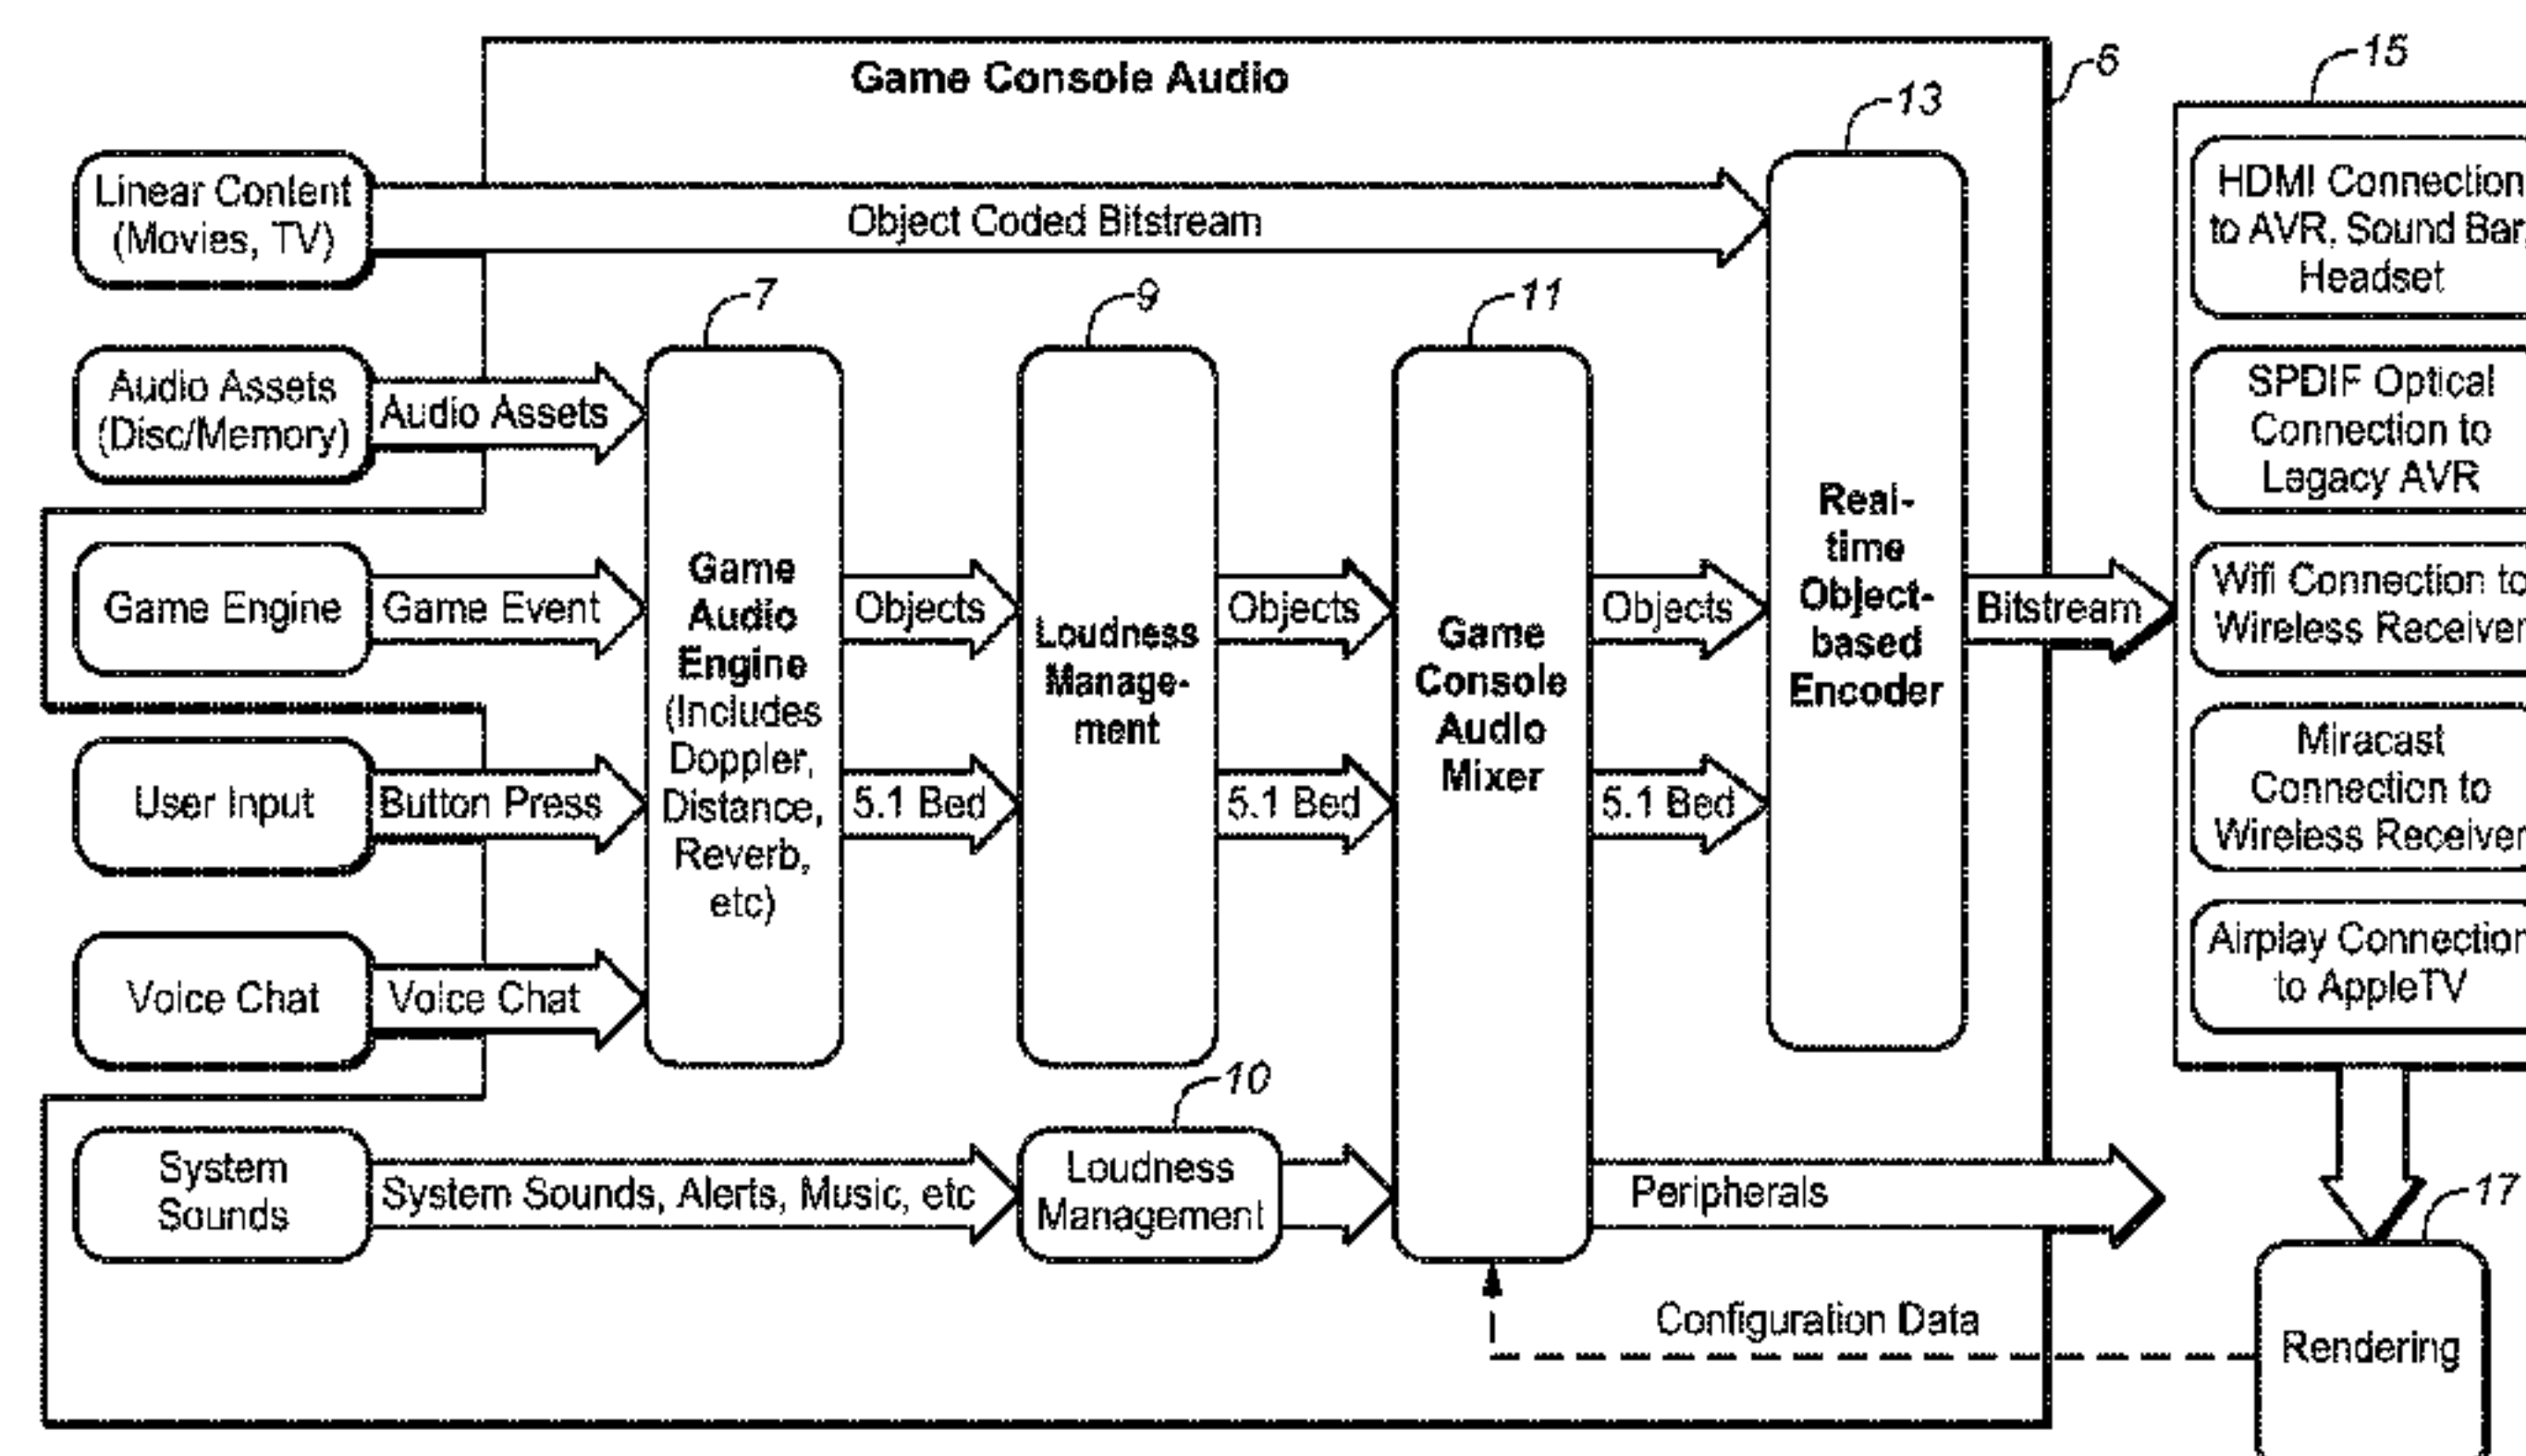 Game Console Audio
6
15
13
Linear Content
(Movies, TV)
Object Coded Bitstream
HDMI Connection
to AVR, Sound Bar,
Headset
7
9
11
Audio Assets
(Disc/Memory)
Audio Assets
SPDIF Optical
Connection to
Legacy AVR
Game Engine
Game Event
Game
Audio
Engine
(Includes
Doppler,
Distance,
Reverb,
etc)
Objects
5.1 Bed
Loudness
Manage-
ment
Objects
5.1 Bed
Game
Console
Audio
Mixer
Objects
5.1 Bed
Real-
time
Object-
based
Encoder
Bitstream
Wifi Connection to
Wireless Receiver
User Input
Button Press
Miracast
Connection to
Wireless Receiver
Voice Chat
Voice Chat
Airplay Connection
to AppleTV
10
System
Sounds
System Sounds, Alerts, Music, etc
Loudness
Management
Peripherals
17
Configuration Data
Rendering